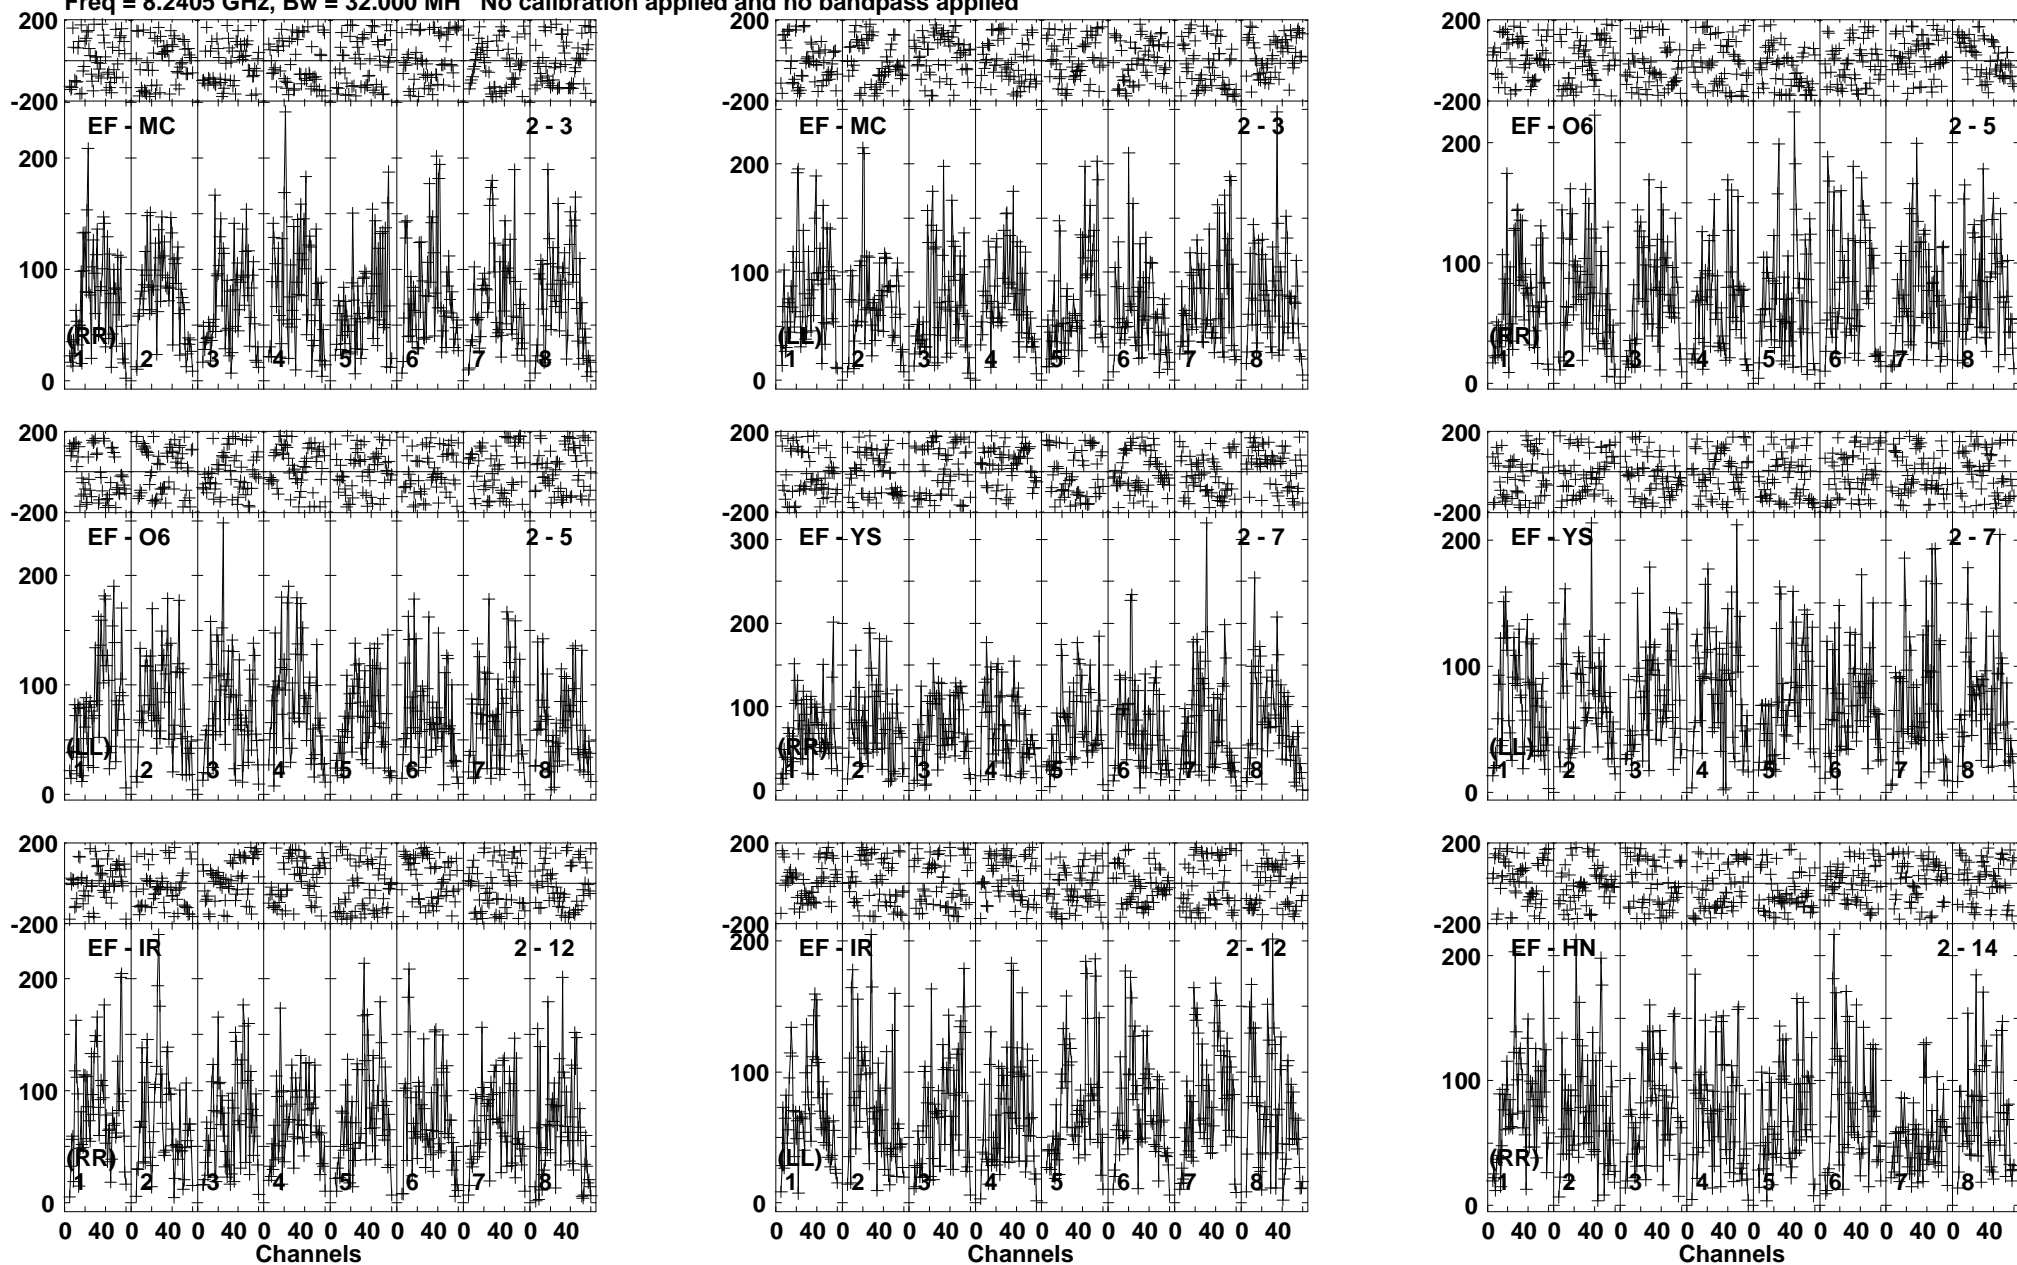 Freq = 8.2405 GHz, Bw = 32.000 MH No calibration applied and no bandpass applied
200 200 200
-200 -200 -200
EF - MC 2 - 3 EF - MC 2 - 3 EF - O6 2 - 5
200 200 200
100 100 100
(RR) (LL) (RR)
1 2 3 4 5 6 7 8 1 2 3 4 5 6 7 8 1 2 3 4 5 6 7 8
0 0 0
200 200 200
-200 -200 -200
EF - O6 2 - 5 EF - YS 2 - 7 EF - YS 2 - 7
200 300 200
100 200 100
100
(LL) (RR) (LL)
1 2 3 4 5 6 7 8 1 2 3 4 5 6 7 8 1 2 3 4 5 6 7 8
0 0 0
200 200 200
-200 -200 -200
EF - IR 2 - 12 EF - IR 2 - 12 EF - HN 2 - 14
200 200 200
100 100 100
(RR) (LL) (RR)
1 2 3 4 5 6 7 8 1 2 3 4 5 6 7 8 1 2 3 4 5 6 7 8
0 0 0
0 40 0 40 0 40 0 40 0 40 0 40 0 40 0 40 0 40 0 40 0 40 0 40 0 40 0 40 0 40 0 40 0 40 0 40 0 40 0 40 0 40 0 40 0 40 0 40
Channels Channels Channels